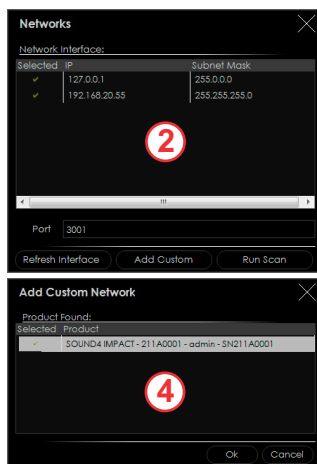 Networks
Network Interface:
Selected IP Subnet Mask
127.0.0.1 255.0.0.0
192.168.20.55 255.255.255.0
2
Port 3001
Refresh Interface Add Custom Run Scan
Add Custom Network
Product Found:
Selected Product
SOUND4 IMPACT - 211A0001 - admin - SN211A0001
4
Ok Cancel